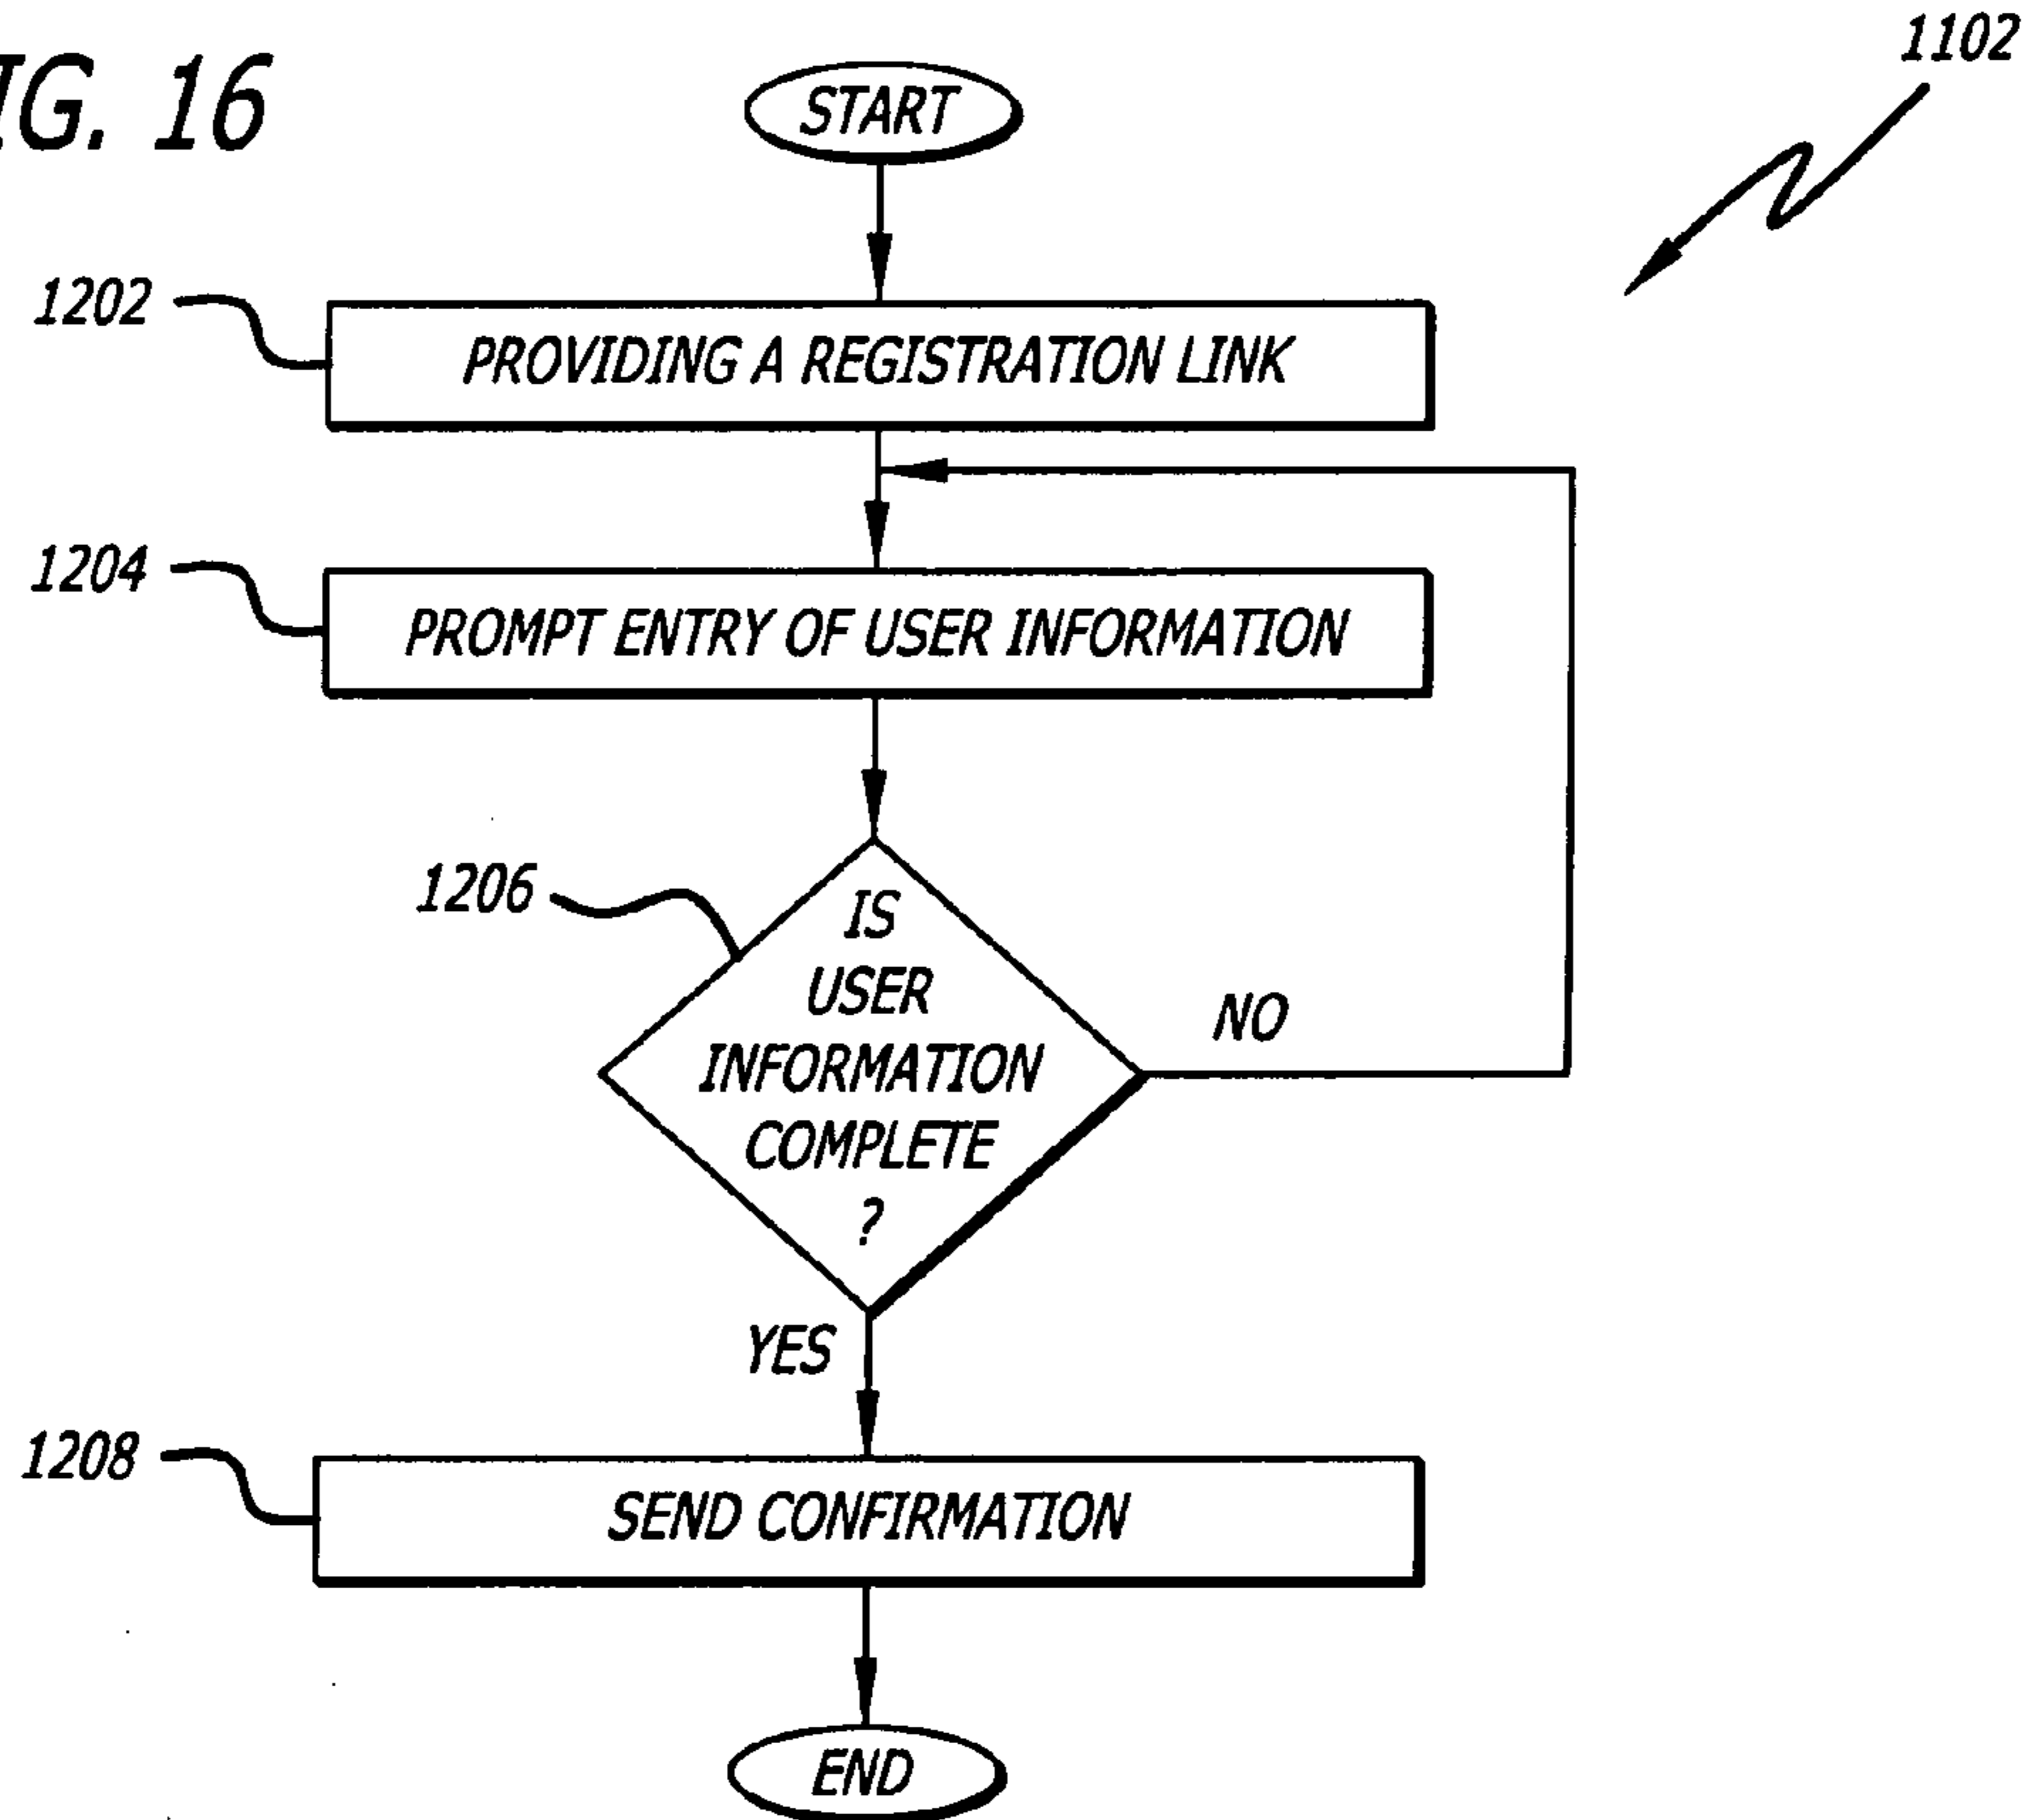 IG. 16
1102
START
1202
PROVIDING A REGISTRATION LINK
1204
PROMPT ENTRY OF USER INFORMATION
1206
IS
USER
INFORMATION
COMPLETE
?
NO
YES
1208
SEND CONFIRMATION
END